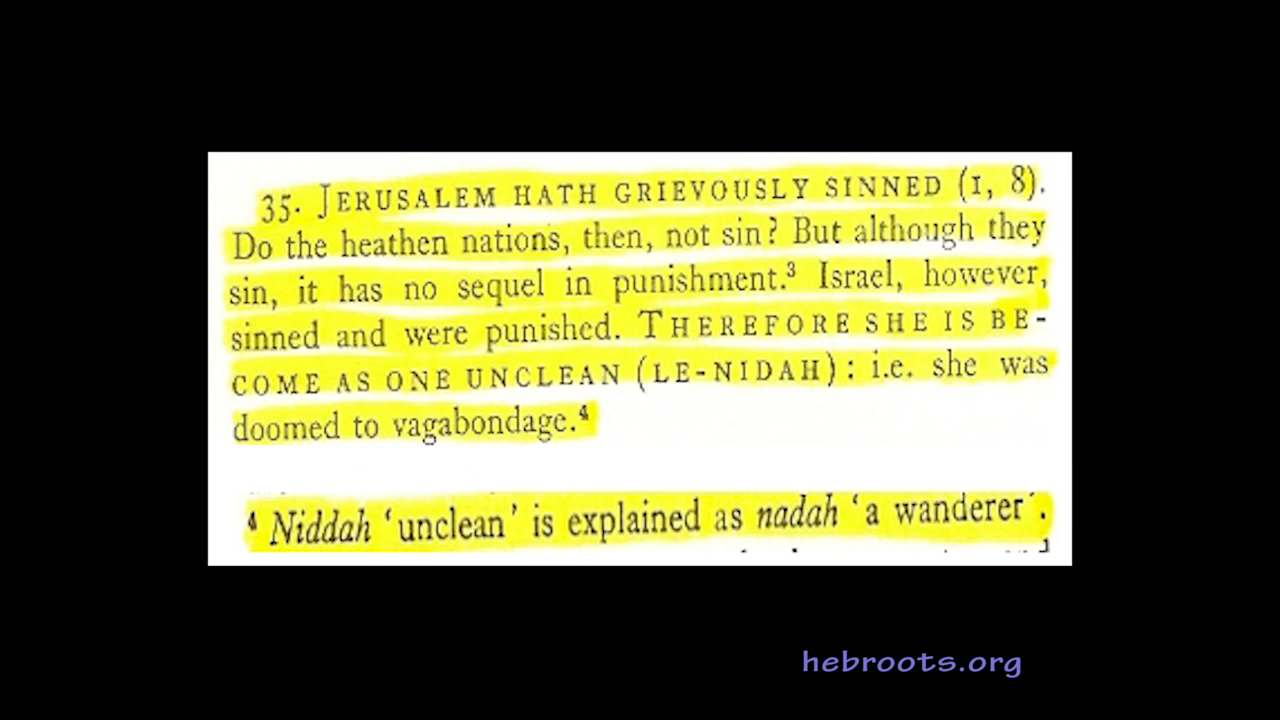 35. JERUSALEM HATH GRIEVOUSLY SINNED (1, 8).
Do the heathen nations, then, not sin? But although they
sin, it has no sequel in punishment.³ Israel, however,
sinned and were punished. THEREFORE SHE IS BE-
COME AS ONE UNCLEAN (LE-NIDAH): i.e. she was
doomed to vagabondage.⁴
⁴ Niddah ‘unclean’ is explained as nadah ‘a wanderer’.
hebroots.org